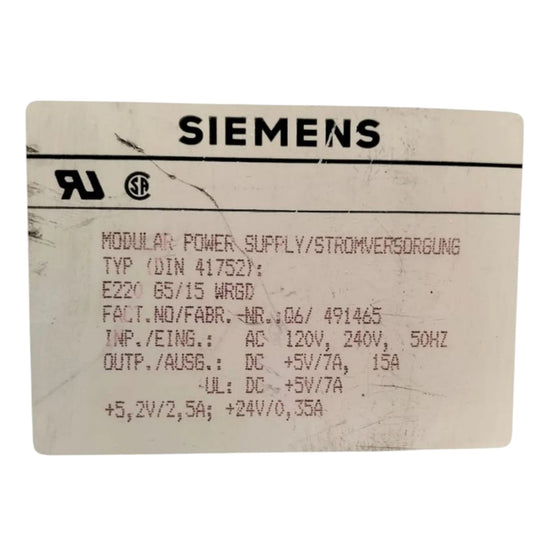 SIEMENS
MODULAR POWER SUPPLY/STROMVERSORGUNG
TYP (DIN 41752):
E220 G5/15 WRGD
FACT.NO/FABR.-NR.:Q6/ 491465
INP./EING.: AC 120V, 240V, 50HZ
OUTP./AUSG.: DC +5V/7A, 15A
-UL: DC +5V/7A
+5,2V/2,5A; +24V/0,35A